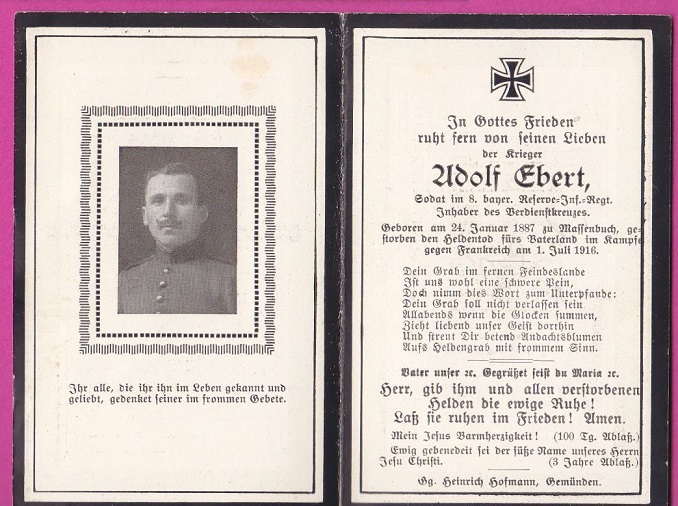 Ihr alle, die ihr ihn im Leben gekannt und
geliebt, gedenket seiner im frommen Gebete.
In Gottes Frieden
ruht fern von seinen Lieben
der Krieger
Adolf Ebert,
Sodat im 8. bayer. Reserve-Inf.-Regt.
Inhaber des Verdienstkreuzes.
Geboren am 24. Januar 1887 zu Massenbuch, ge-
storben den Heldentod fürs Vaterland im Kampfe
gegen Frankreich am 1. Juli 1916.
Dein Grab im fernen Feindeslande
Ist uns wohl eine schwere Pein,
Doch nimm dies Wort zum Unterpfande:
Dein Grab soll nicht verlassen sein
Allabends wenn die Glocken summen,
Zieht liebend unser Geist dorthin
Und streut Dir betend Andachtsblumen
Aufs Heldengrab mit frommem Sinn.
Vater unser ꝛc. Gegrüßet seist du Maria ꝛc.
Herr, gib ihm und allen verstorbenen
Helden die ewige Ruhe!
Laß sie ruhen im Frieden! Amen.
Mein Jesus Barmherzigkeit! (100 Tg. Ablaß.)
Ewig gebenedeit sei der süße Name unseres Herrn
Jesu Christi. (3 Jahre Ablaß.)
Gg. Heinrich Hofmann, Gemünden.